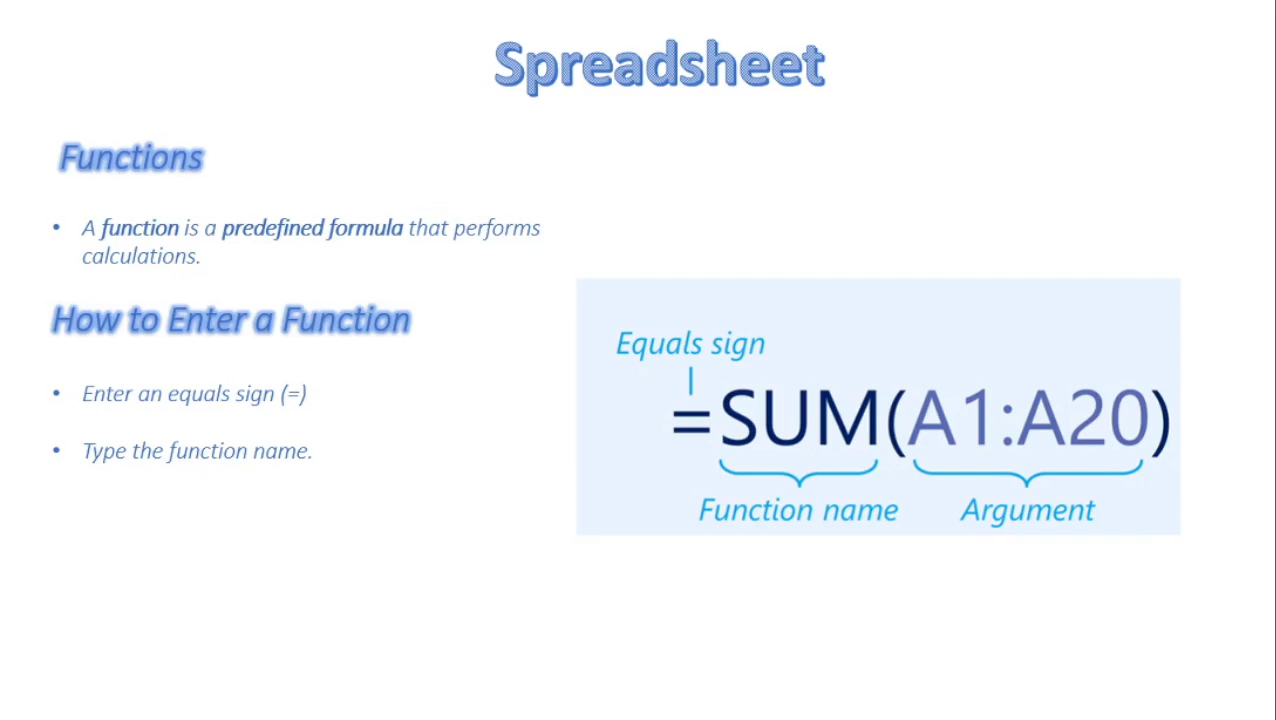 Spreadsheet
Functions
• A function is a predefined formula that performs
calculations.
How to Enter a Function
• Enter an equals sign (=)
• Type the function name.
Equals sign
=SUM(A1:A20)
Function name
Argument